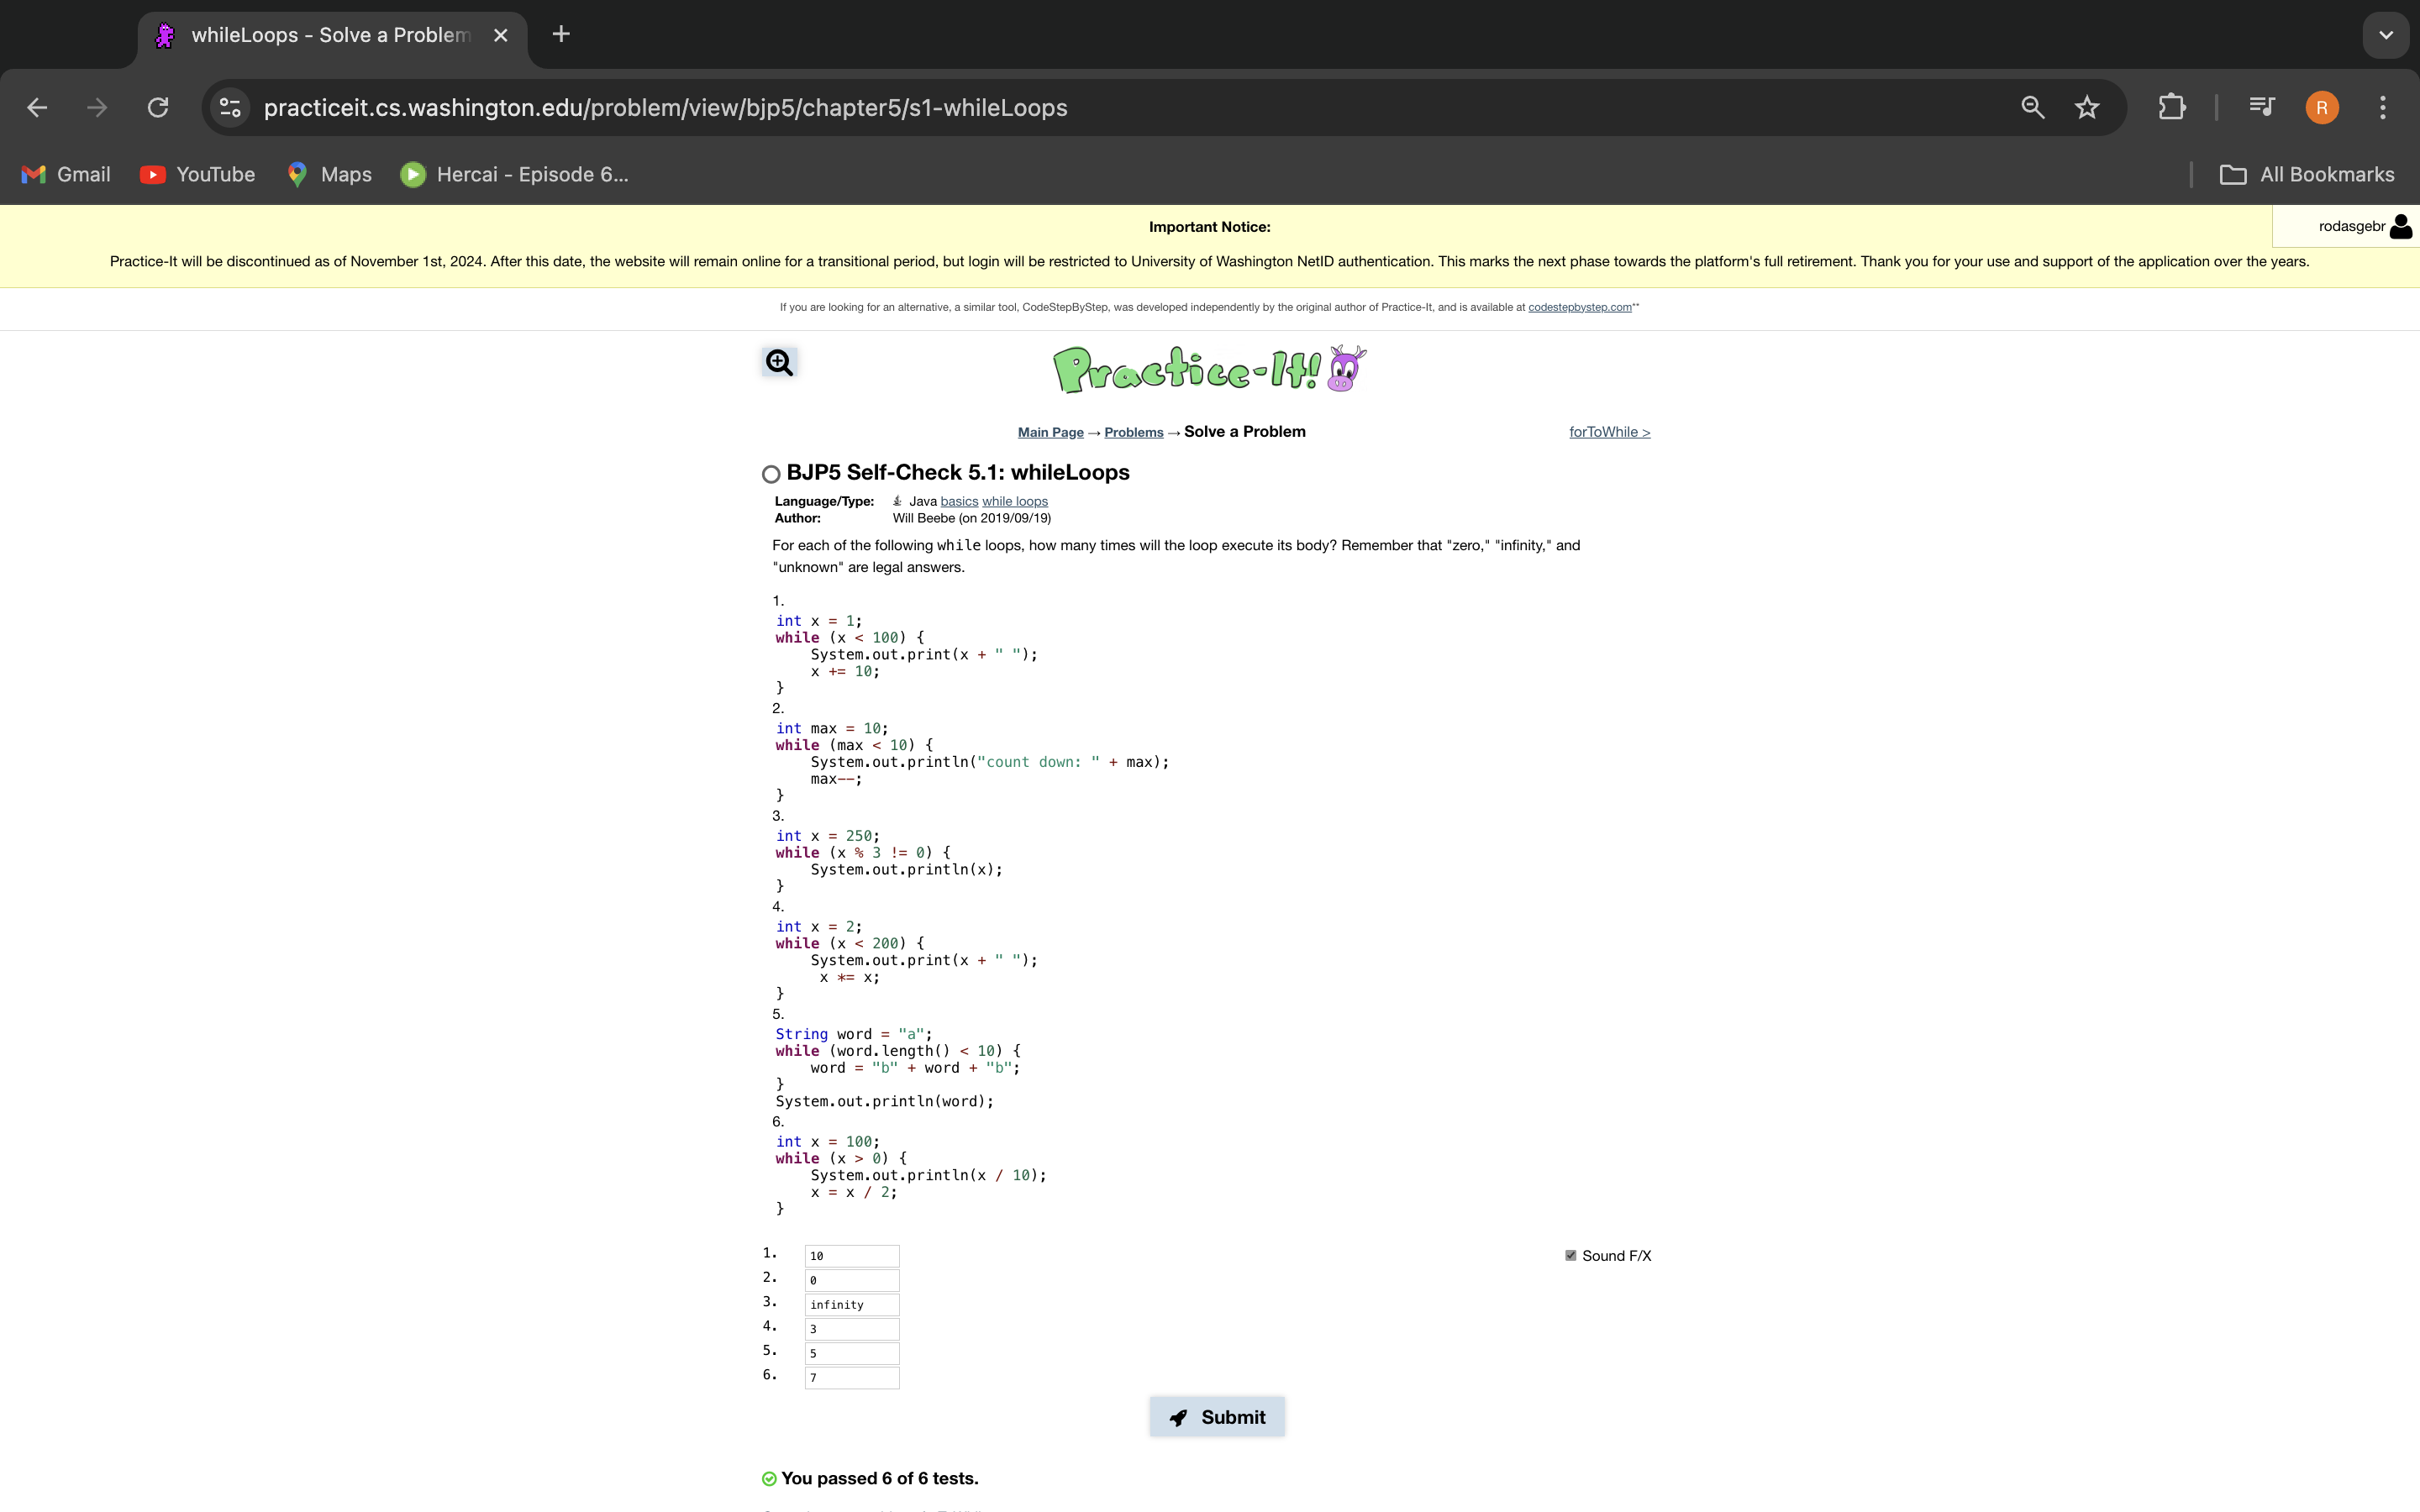 whileLoops - Solve a Problem
practiceit.cs.washington.edu/problem/view/bjp5/chapter5/s1-whileLoops
R
Gmail
YouTube
Maps
Hercai - Episode 6...
All Bookmarks
Important Notice:
rodasgebr
Practice-It will be discontinued as of November 1st, 2024. After this date, the website will remain online for a transitional period, but login will be restricted to University of Washington NetID authentication. This marks the next phase towards the platform's full retirement. Thank you for your use and support of the application over the years.
If you are looking for an alternative, a similar tool, CodeStepByStep, was developed independently by the original author of Practice-It, and is available at codestepbystep.com**
Practice-It!
Main Page → Problems → Solve a Problem
forToWhile >
BJP5 Self-Check 5.1: whileLoops
Language/Type: Java basics while loops
Author: Will Beebe (on 2019/09/19)
For each of the following while loops, how many times will the loop execute its body? Remember that "zero," "infinity," and
"unknown" are legal answers.
1.
int x = 1;
while (x < 100) {
    System.out.print(x + " ");
    x += 10;
}
2.
int max = 10;
while (max < 10) {
    System.out.println("count down: " + max);
    max--;
}
3.
int x = 250;
while (x % 3 != 0) {
    System.out.println(x);
}
4.
int x = 2;
while (x < 200) {
    System.out.print(x + " ");
     x *= x;
}
5.
String word = "a";
while (word.length() < 10) {
    word = "b" + word + "b";
}
System.out.println(word);
6.
int x = 100;
while (x > 0) {
    System.out.println(x / 10);
    x = x / 2;
}
1. 10
Sound F/X
2. 0
3. infinity
4. 3
5. 5
6. 7
Submit
You passed 6 of 6 tests.